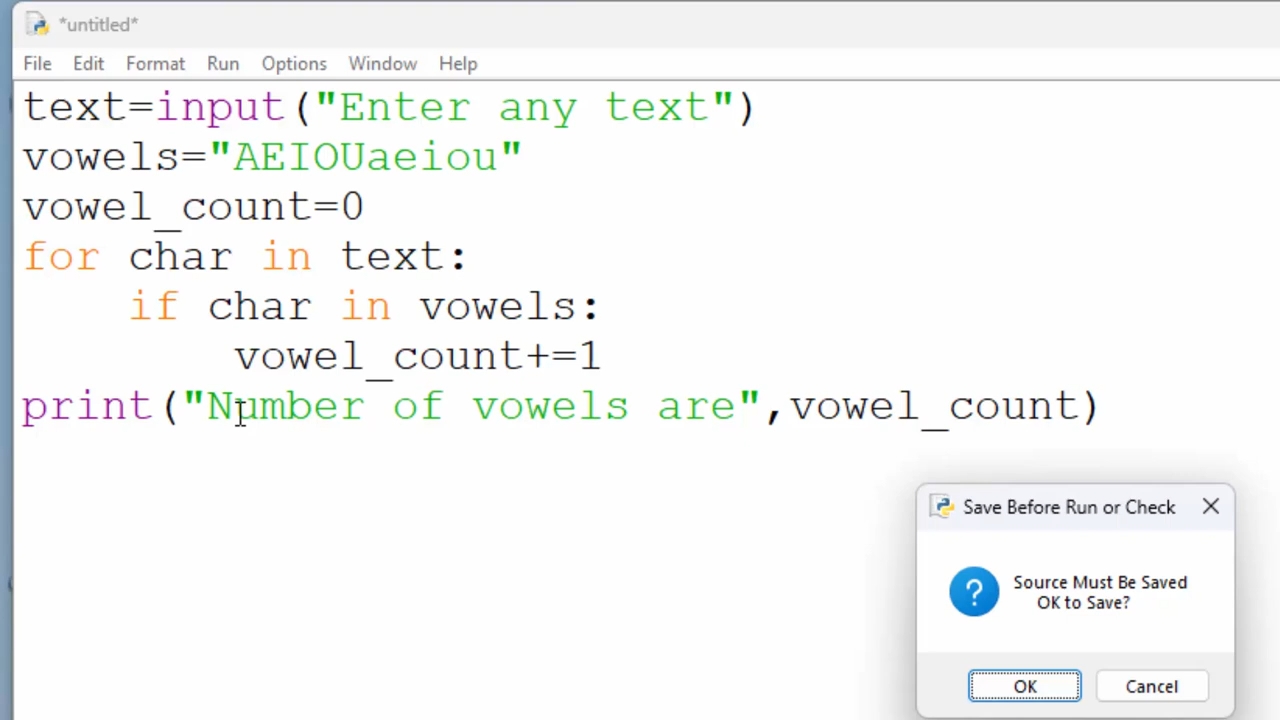 *untitled*
File Edit Format Run Options Window Help
text=input("Enter any text")
vowels="AEIOUaeiou"
vowel_count=0
for char in text:
    if char in vowels:
        vowel_count+=1
print("Number of vowels are",vowel_count)
Save Before Run or Check
Source Must Be Saved
OK to Save?
OK Cancel